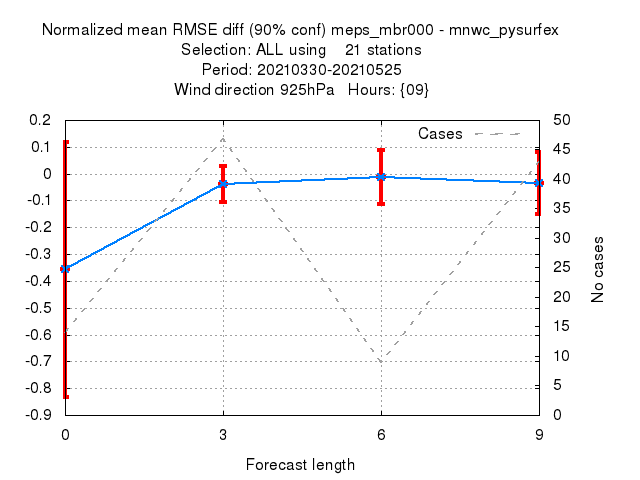 Normalized mean RMSE diff (90% conf) meps_mbr000 - mnwc_pysurfex
Selection: ALL using 21 stations
Period: 20210330-20210525
Wind direction 925hPa Hours: {09}
Cases
0.2
0.1
0
-0.1
-0.2
-0.3
-0.4
-0.5
-0.6
-0.7
-0.8
-0.9
50
45
40
35
30
25
20
15
10
5
0
No cases
0 3 6 9
Forecast length